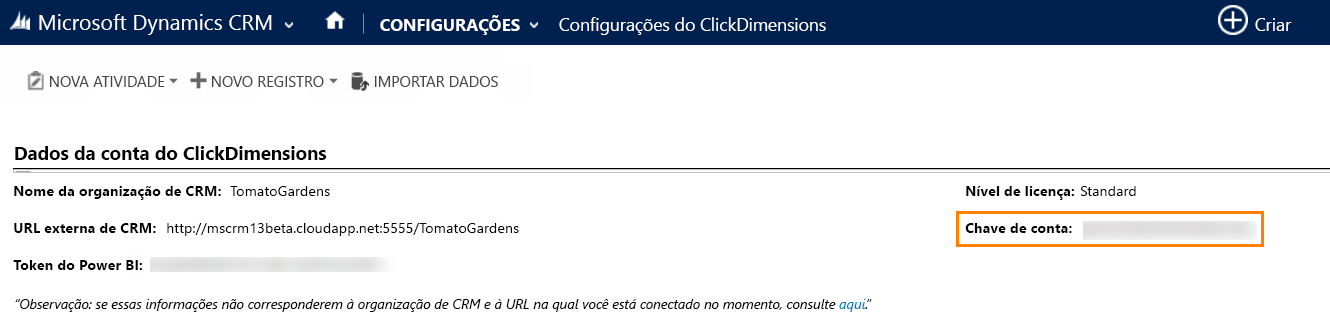 Microsoft Dynamics CRM CONFIGURAÇÕES Configurações do ClickDimensions Criar
NOVA ATIVIDADE NOVO REGISTRO IMPORTAR DADOS
Dados da conta do ClickDimensions
Nome da organização de CRM: TomatoGardens Nível de licença: Standard
URL externa de CRM: http://mscrm13beta.cloudapp.net:5555/TomatoGardens Chave de conta:
Token do Power BI:
“Observação: se essas informações não corresponderem à organização de CRM e à URL na qual você está conectado no momento, consulte aqui.”